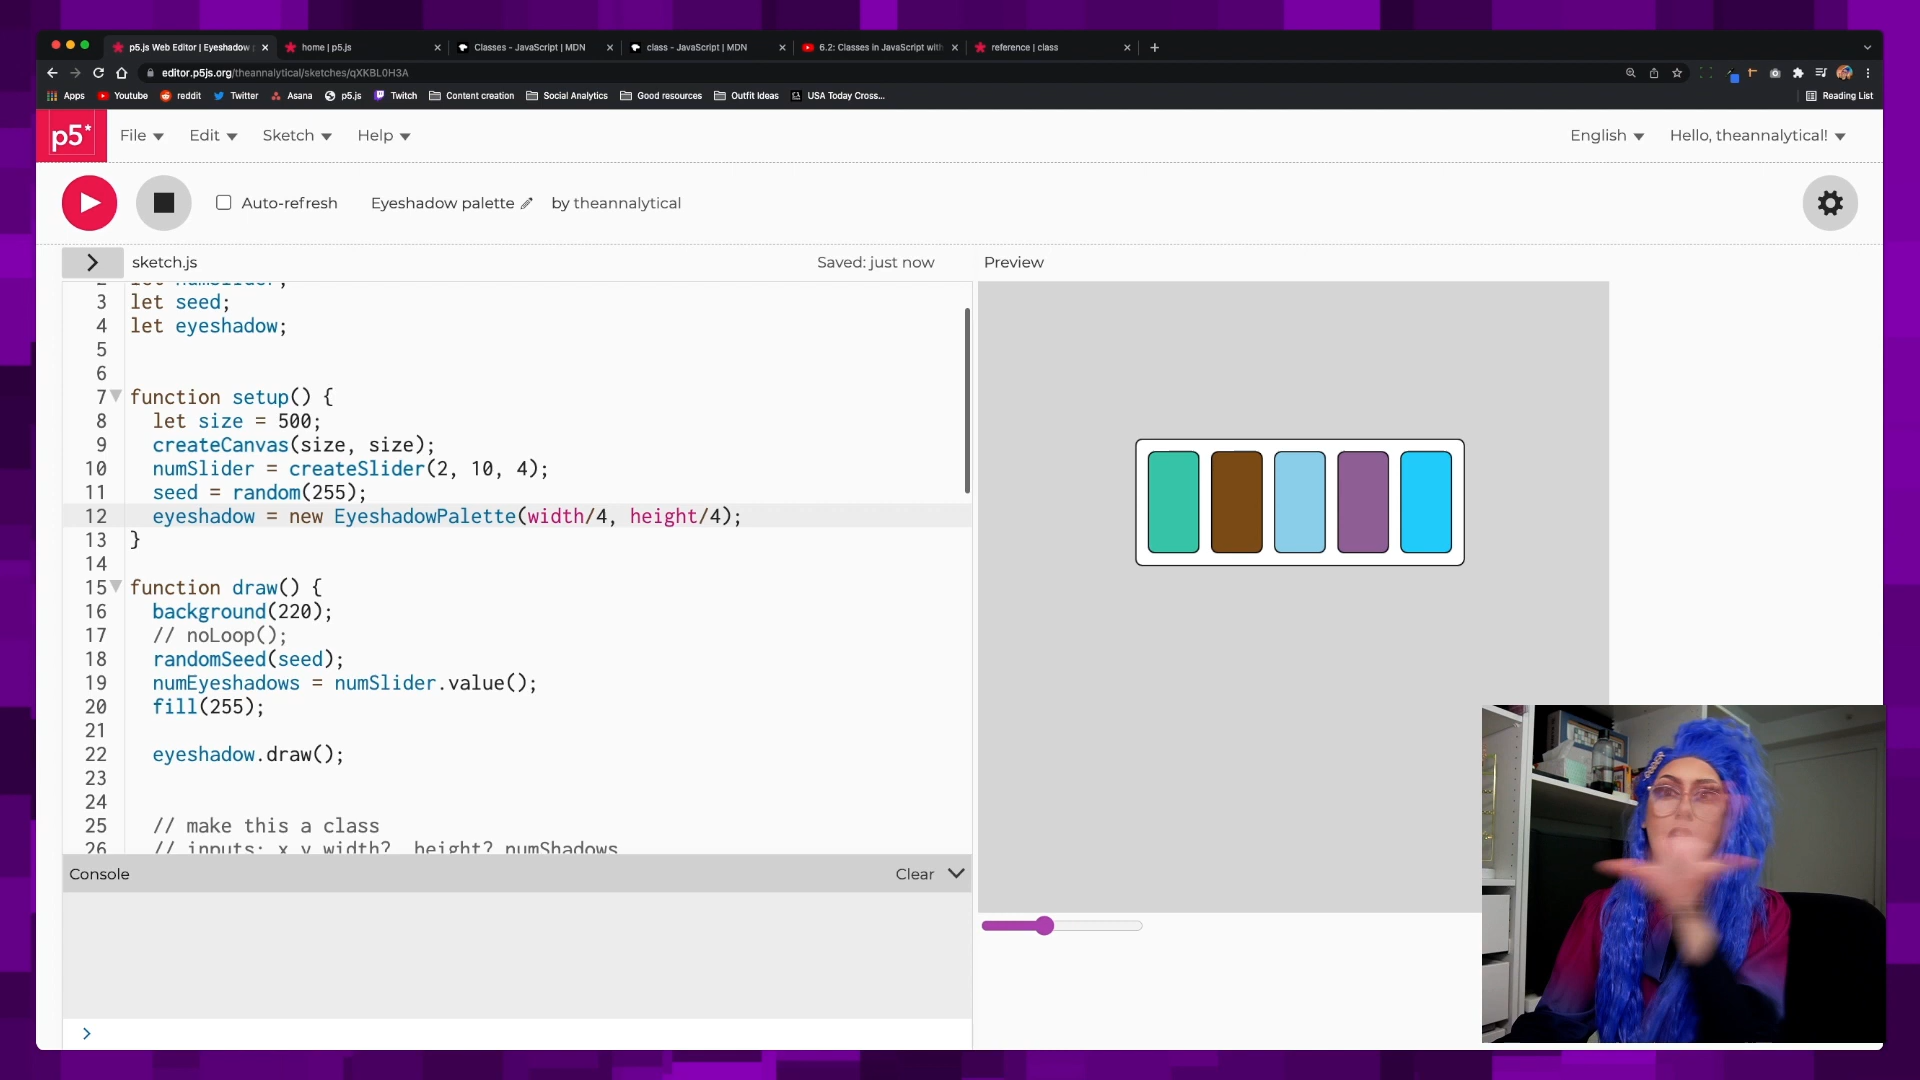 p5.js Web Editor | Eyeshadow
home | p5.js
Classes - JavaScript | MDN
class - JavaScript | MDN
6.2: Classes in JavaScript with
reference | class
editor.p5js.org/theannalytical/sketches/qXKBL0H3A
Apps
Youtube
reddit
Twitter
Asana
p5.js
Twitch
Content creation
Social Analytics
Good resources
Outfit Ideas
USA Today Cross...
Reading List
p5*
File
Edit
Sketch
Help
English
Hello, theannalytical!
Auto-refresh
Eyeshadow palette
by theannalytical
sketch.js
Saved: just now
Preview
2 let numSlider;
3 let seed;
4 let eyeshadow;
5
6
7 function setup() {
8 let size = 500;
9 createCanvas(size, size);
10 numSlider = createSlider(2, 10, 4);
11 seed = random(255);
12 eyeshadow = new EyeshadowPalette(width/4, height/4);
13 }
14
15 function draw() {
16 background(220);
17 // noLoop();
18 randomSeed(seed);
19 numEyeshadows = numSlider.value();
20 fill(255);
21
22 eyeshadow.draw();
23
24
25 // make this a class
26 // inputs: x y width? height? numShadows
Console
Clear
>